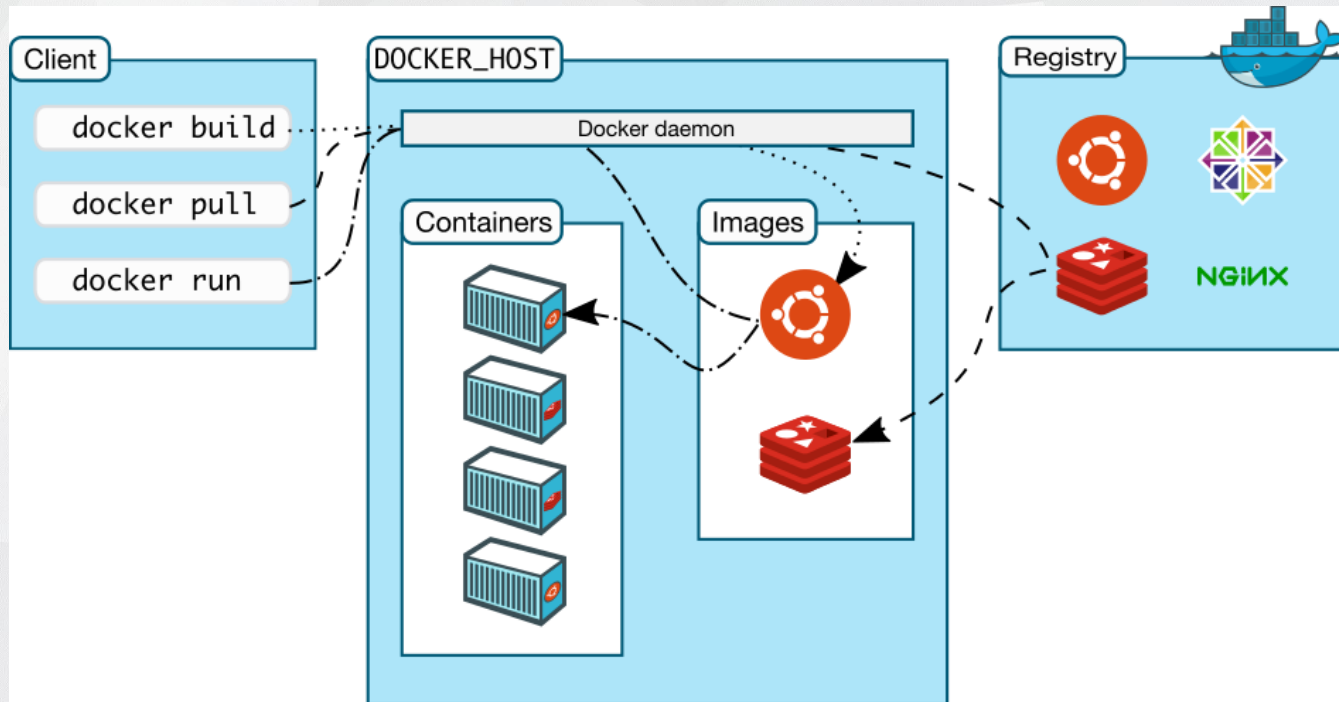 Client
docker build
docker pull
docker run
DOCKER_HOST
Docker daemon
Containers
Images
Registry
NGiNX